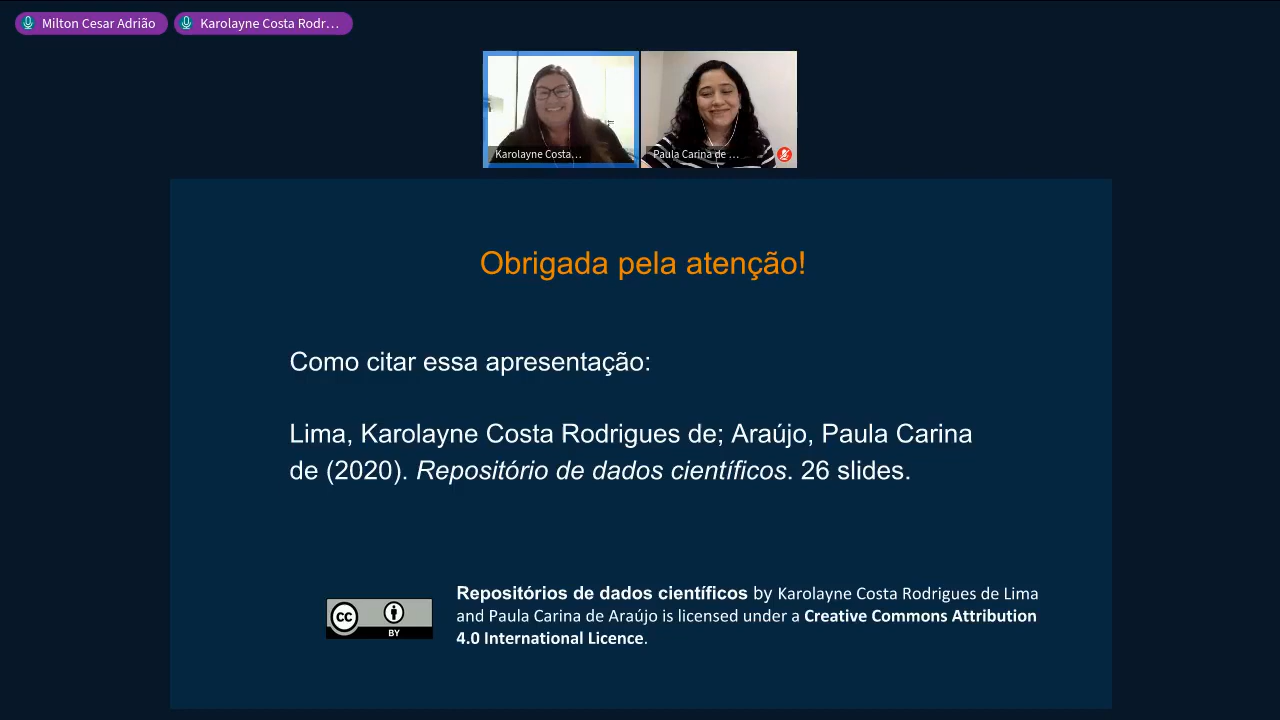 Milton Cesar Adrião
Karolayne Costa Rodr...
Karolayne Costa...
Paula Carina de ...
Obrigada pela atenção!
Como citar essa apresentação:
Lima, Karolayne Costa Rodrigues de; Araújo, Paula Carina
de (2020). Repositório de dados científicos. 26 slides.
cc
BY
Repositórios de dados científicos by Karolayne Costa Rodrigues de Lima
and Paula Carina de Araújo is licensed under a Creative Commons Attribution
4.0 International Licence.